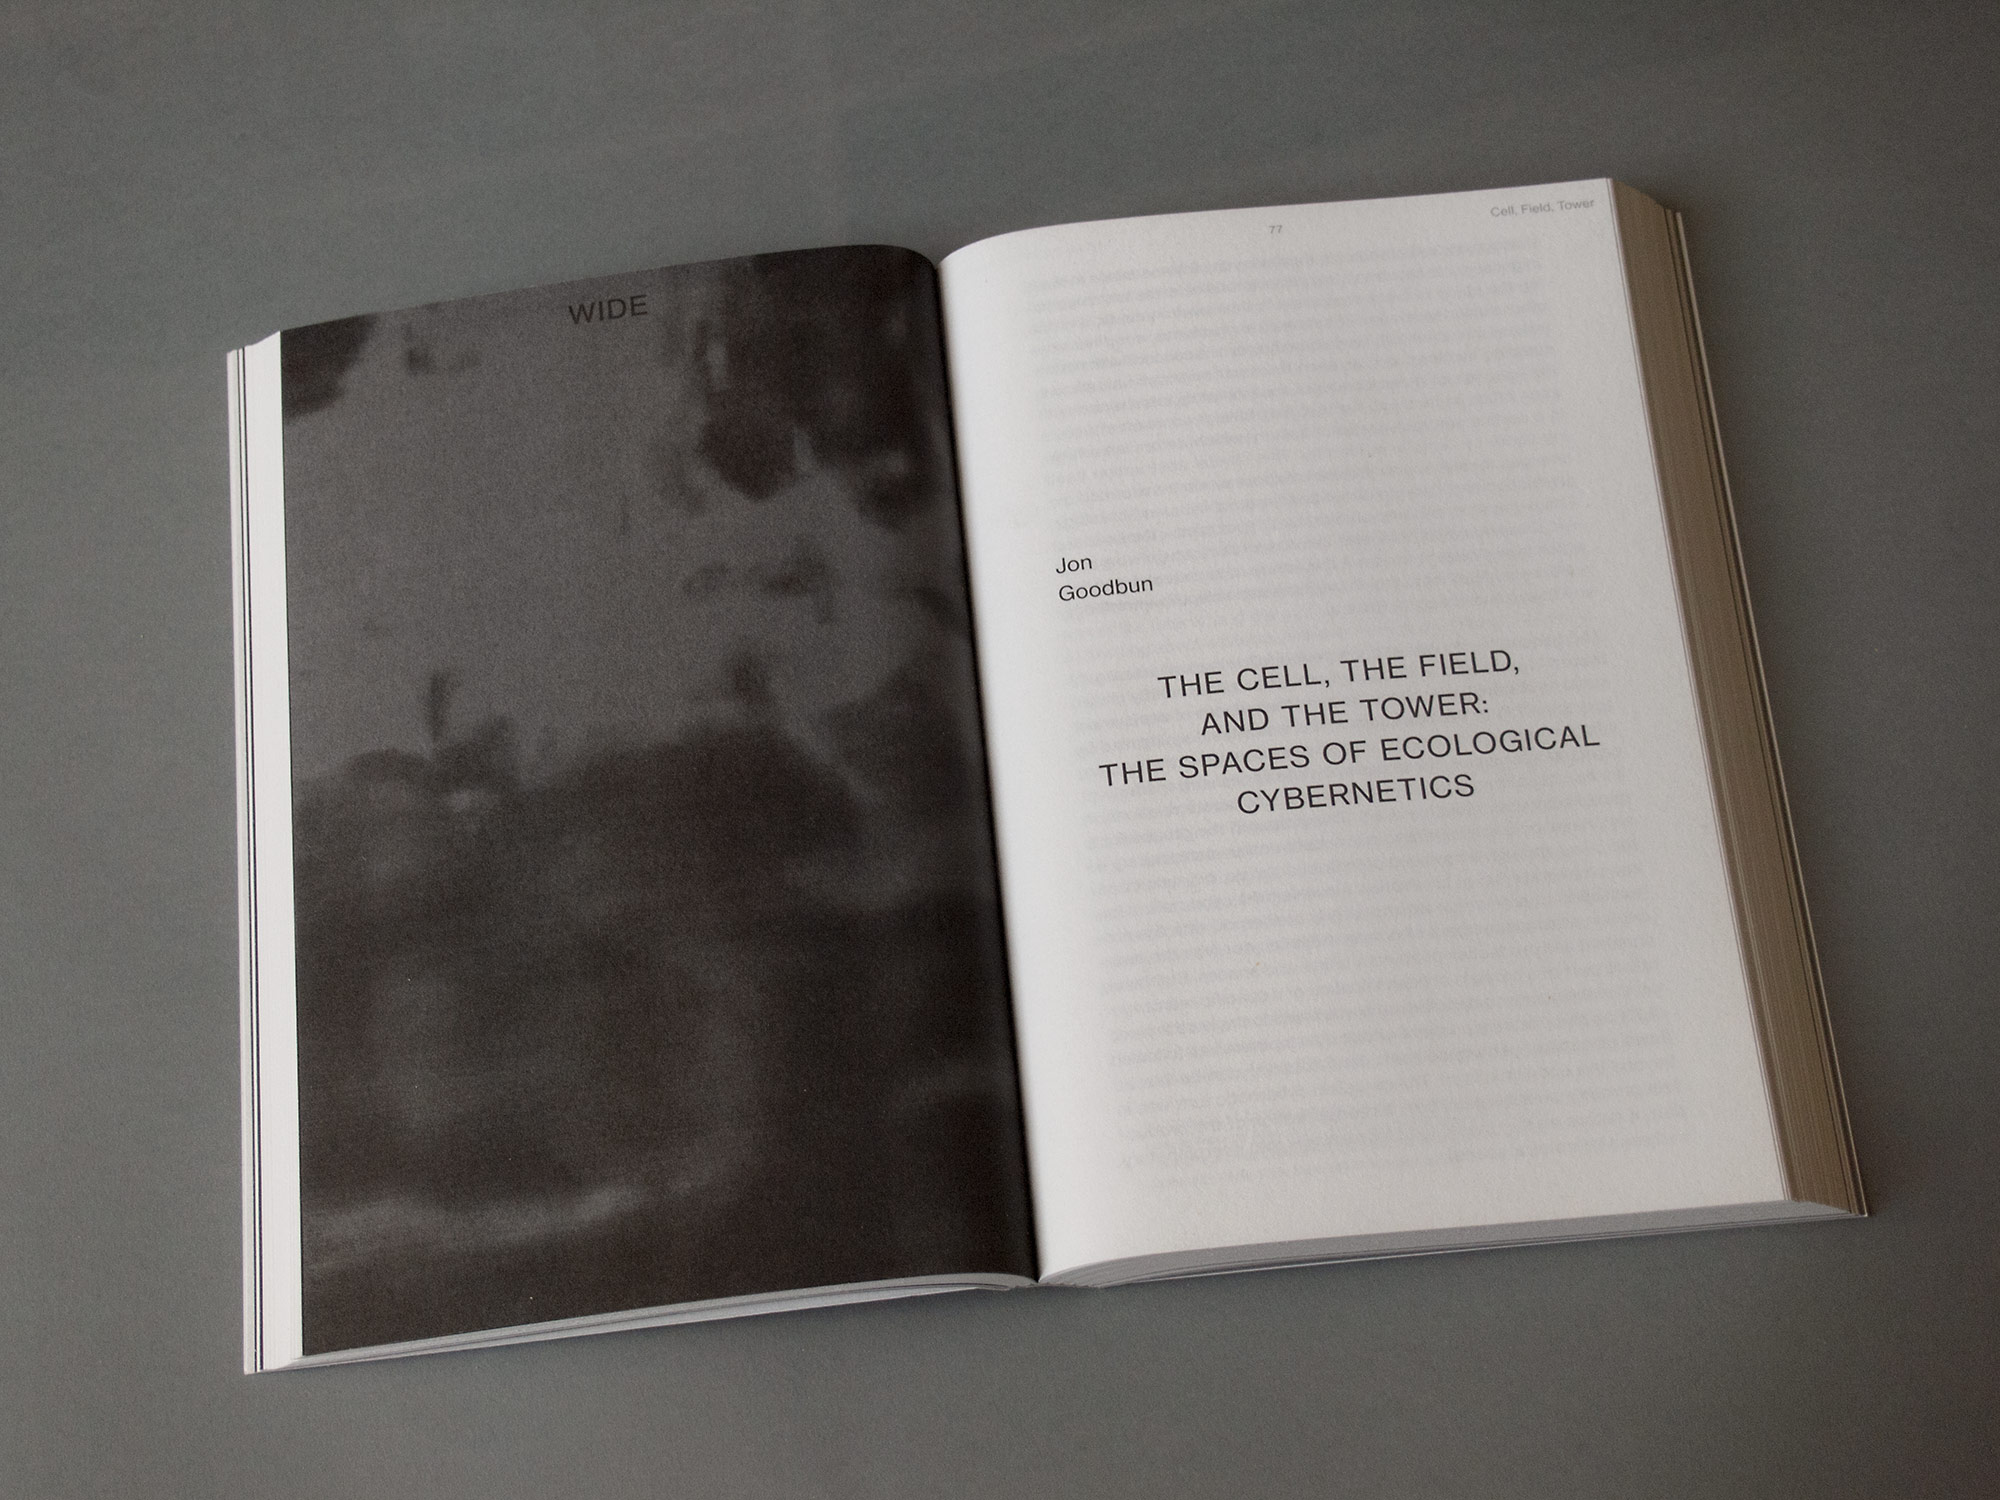 WIDE
77
Cell, Field, Tower
Jon
Goodbun
THE CELL, THE FIELD,
AND THE TOWER:
THE SPACES OF ECOLOGICAL
CYBERNETICS